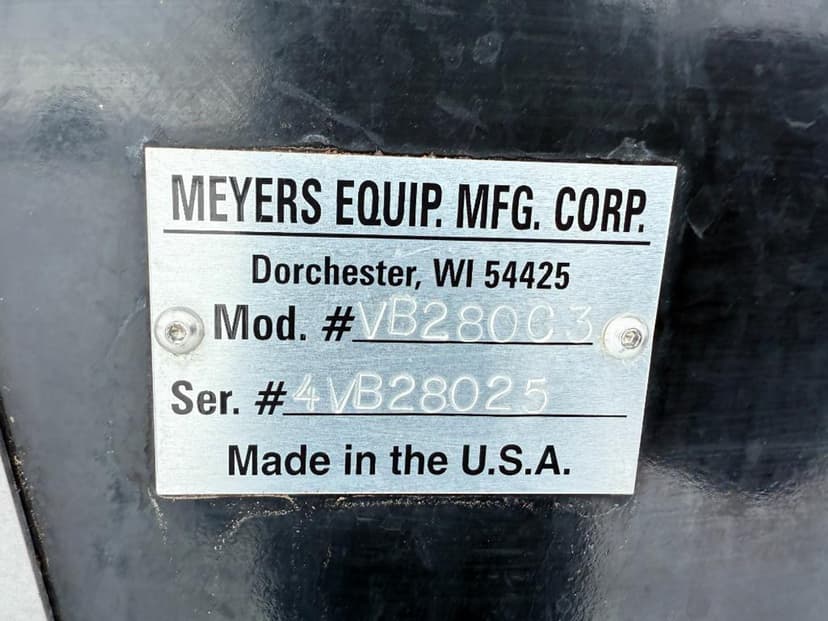 MEYERS EQUIP. MFG. CORP.
Dorchester, WI 54425
Mod. #VB280C3
Ser. #4VB28025
Made in the U.S.A.